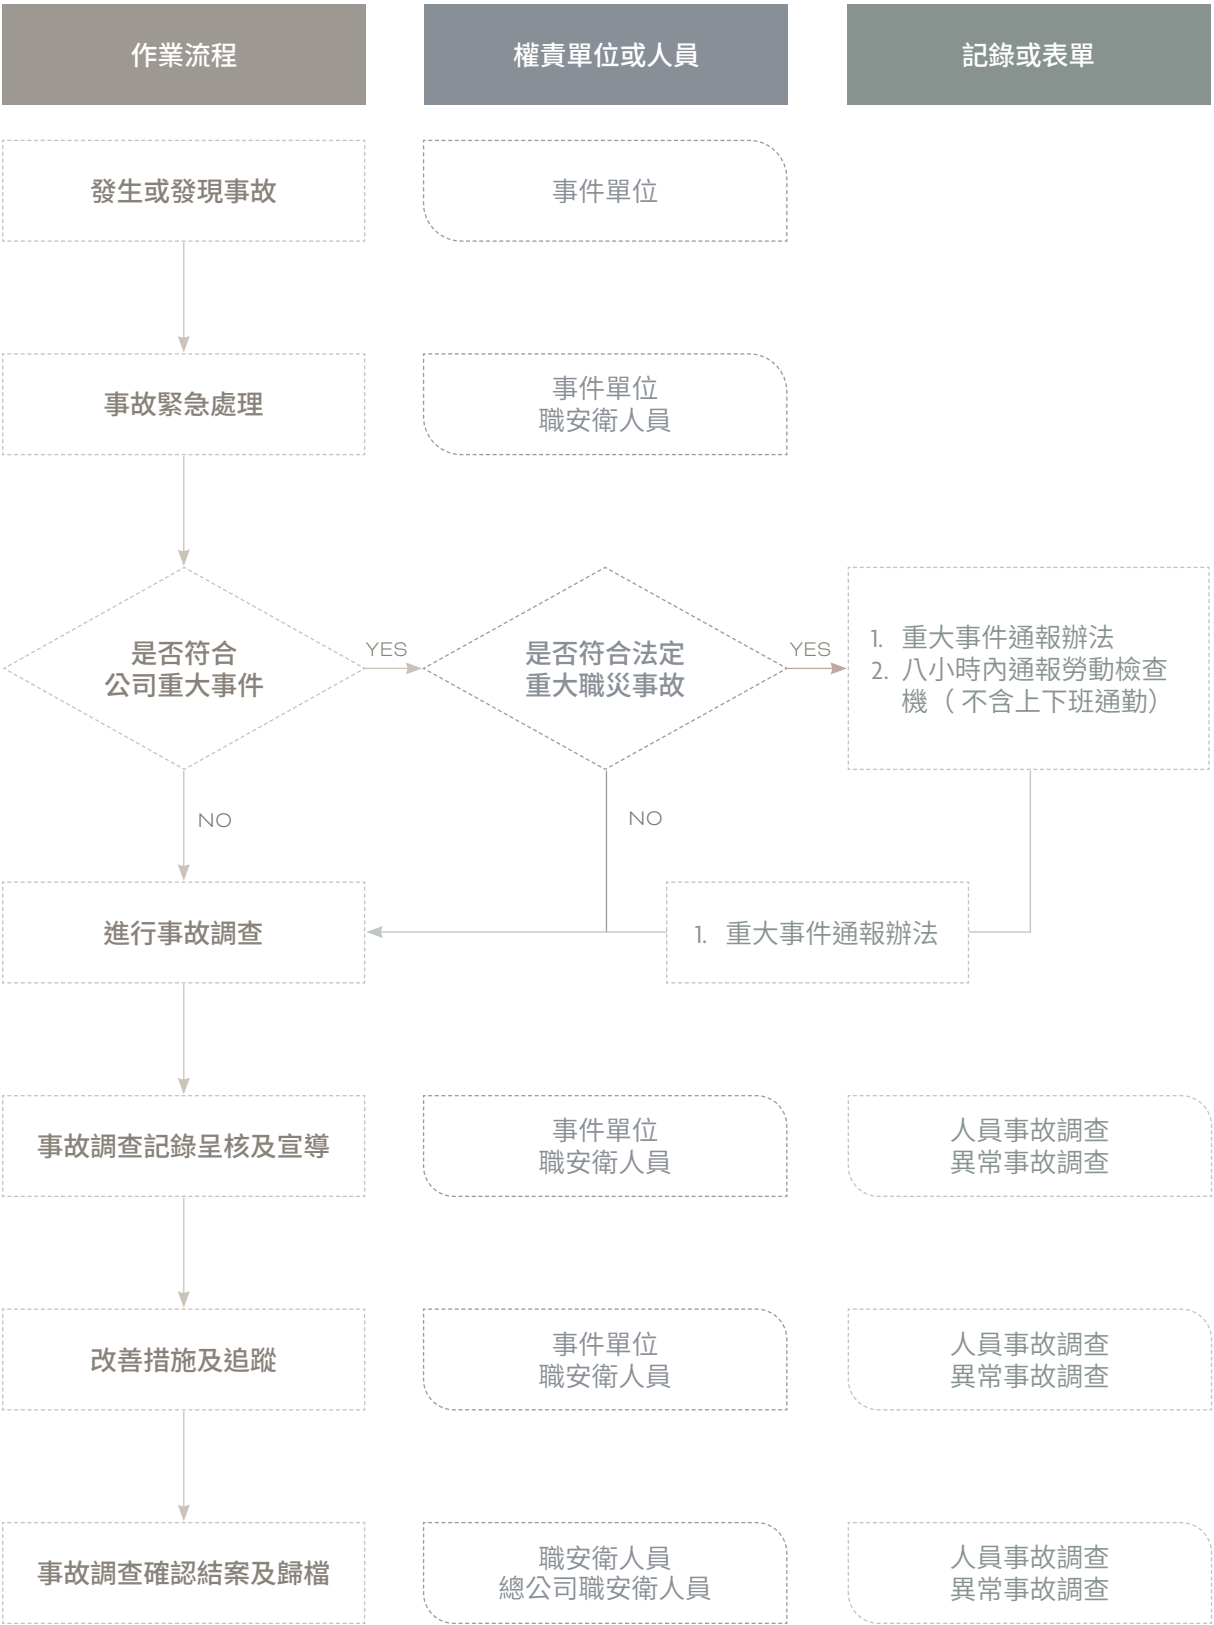 作業流程
權責單位或人員
記錄或表單
發生或發現事故
事件單位
事故緊急處理
事件單位
職安衛人員
是否符合
公司重大事件
YES
是否符合法定
重大職災事故
YES
1. 重大事件通報辦法
2. 八小時內通報勞動檢查
機（ 不含上下班通勤）
NO
NO
進行事故調查
1. 重大事件通報辦法
事故調查記錄呈核及宣導
事件單位
職安衛人員
人員事故調查
異常事故調查
改善措施及追蹤
事件單位
職安衛人員
人員事故調查
異常事故調查
事故調查確認結案及歸檔
職安衛人員
總公司職安衛人員
人員事故調查
異常事故調查